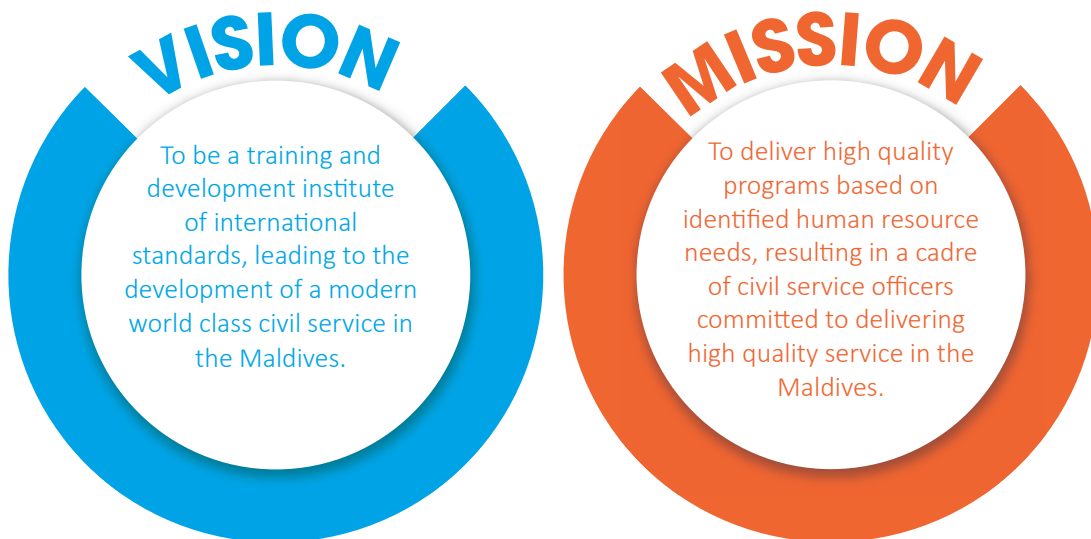 VISION
To be a training and
development institute
of international
standards, leading to the
development of a modern
world class civil service in
the Maldives.
MISSION
To deliver high quality
programs based on
identified human resource
needs, resulting in a cadre
of civil service officers
committed to delivering
high quality service in the
Maldives.